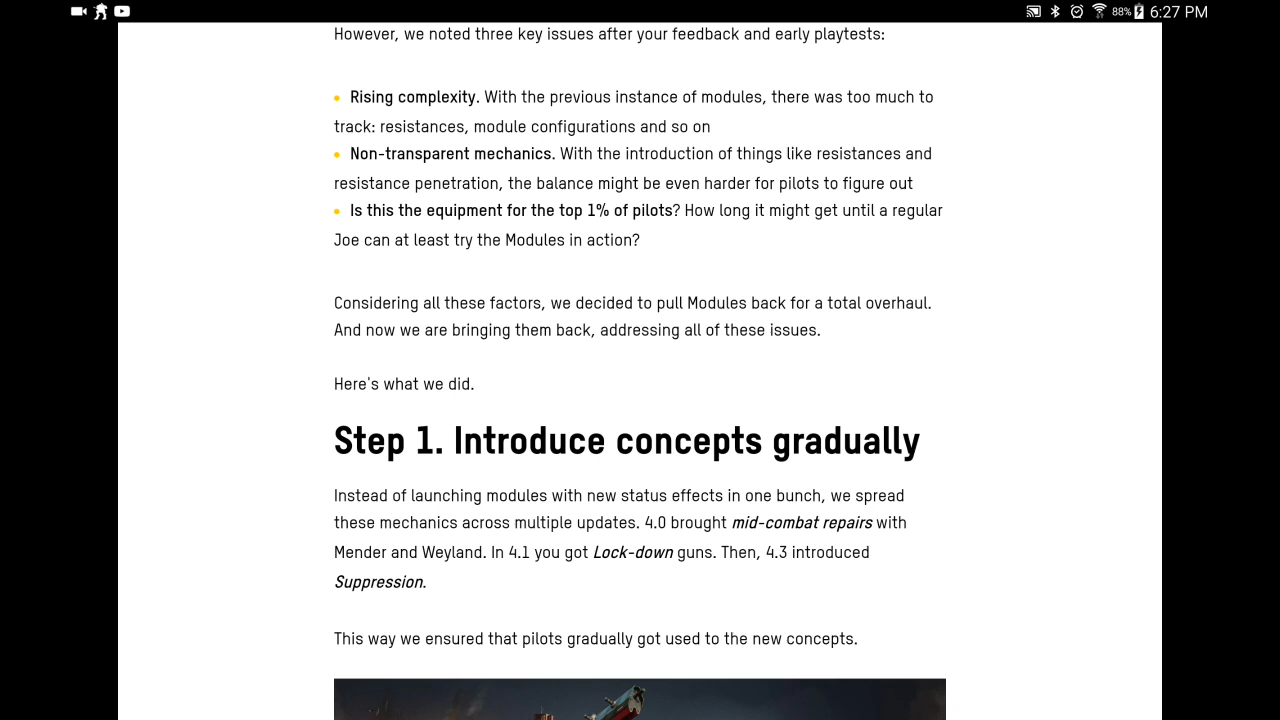 88% 6:27 PM
However, we noted three key issues after your feedback and early playtests:
• Rising complexity. With the previous instance of modules, there was too much to
track: resistances, module configurations and so on
• Non-transparent mechanics. With the introduction of things like resistances and
resistance penetration, the balance might be even harder for pilots to figure out
• Is this the equipment for the top 1% of pilots? How long it might get until a regular
Joe can at least try the Modules in action?
Considering all these factors, we decided to pull Modules back for a total overhaul.
And now we are bringing them back, addressing all of these issues.
Here's what we did.
Step 1. Introduce concepts gradually
Instead of launching modules with new status effects in one bunch, we spread
these mechanics across multiple updates. 4.0 brought mid-combat repairs with
Mender and Weyland. In 4.1 you got Lock-down guns. Then, 4.3 introduced
Suppression.
This way we ensured that pilots gradually got used to the new concepts.